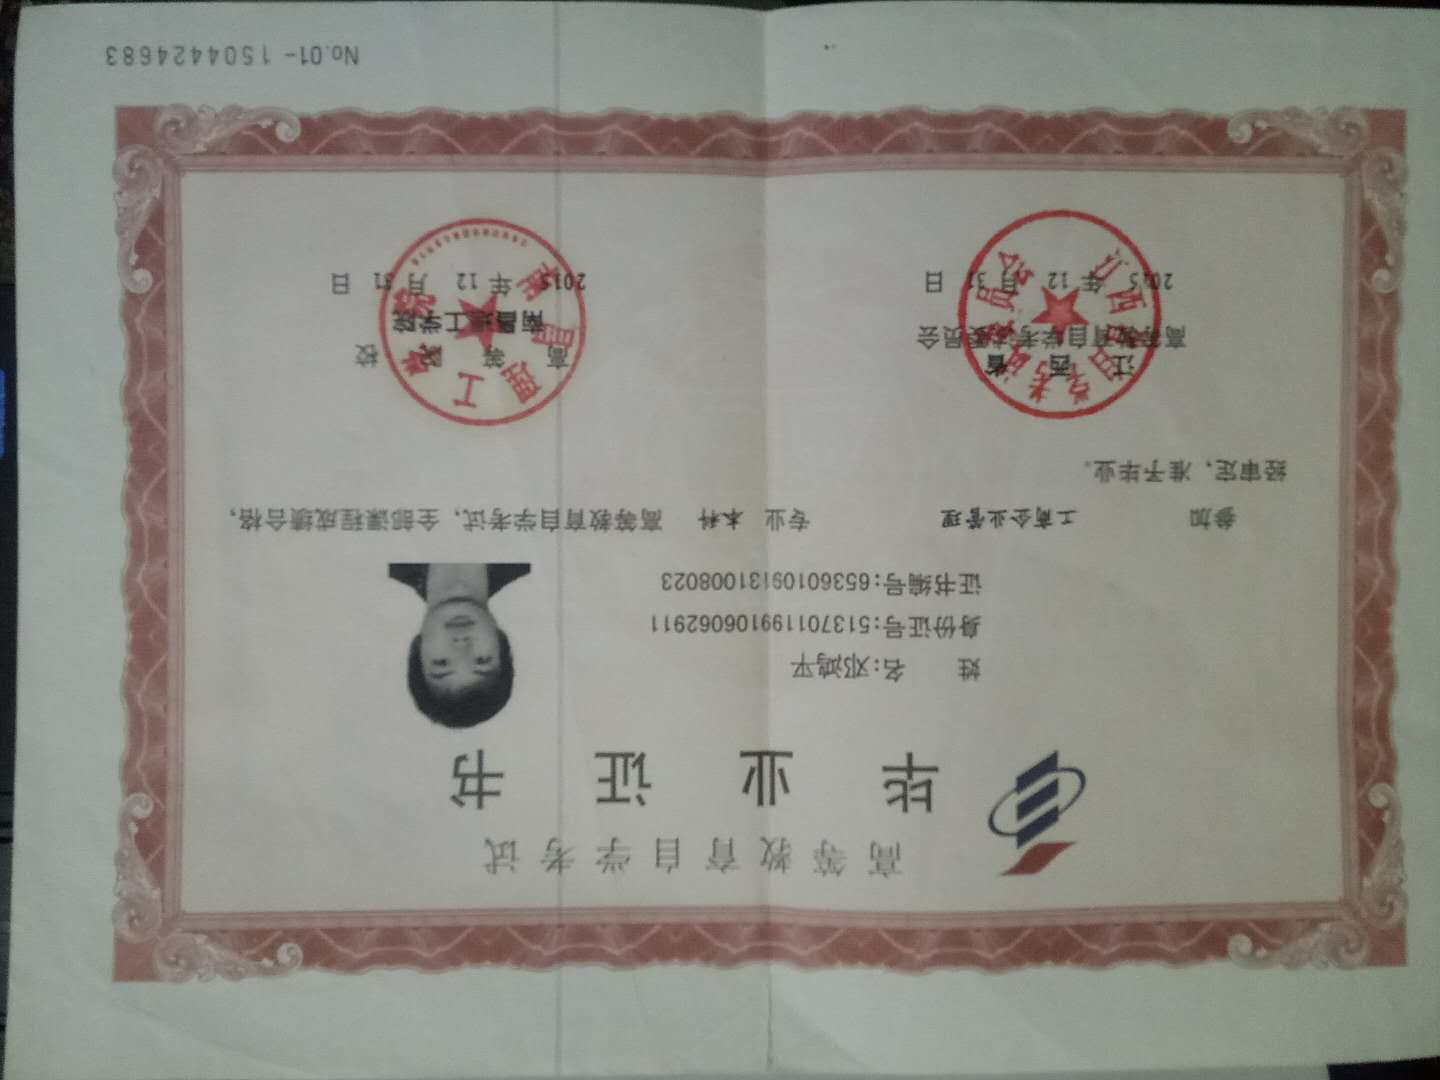 高等教育自学考试
毕业证书
姓 名:邓鸿平
身份证号:513701199106062911
证书编号:65360109131008023
参加 工商企业管理 专业 本科 高等教育自学考试，全部课程成绩合格，
经审定，准予毕业。
江西省
高等教育自学考试委员会
2015 年 12 月 31 日
高等 校
南昌理工学院
2015 年 12 月 31 日
No.01- 1504424683